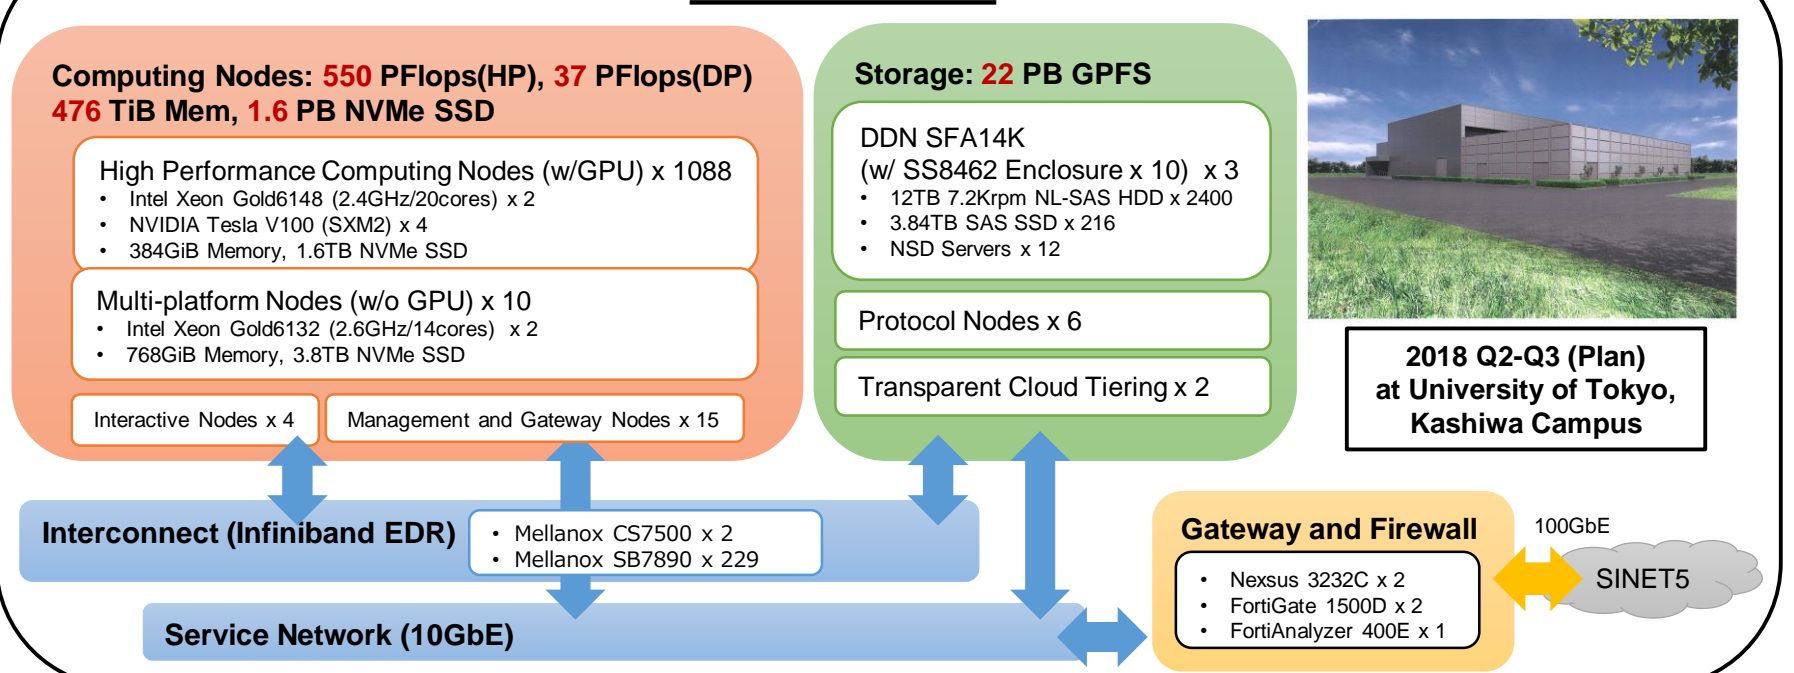 Computing Nodes: 550 PFlops(HP), 37 PFlops(DP)
476 TiB Mem, 1.6 PB NVMe SSD
High Performance Computing Nodes (w/GPU) x 1088
• Intel Xeon Gold6148 (2.4GHz/20cores) x 2
• NVIDIA Tesla V100 (SXM2) x 4
• 384GiB Memory, 1.6TB NVMe SSD
Multi-platform Nodes (w/o GPU) x 10
• Intel Xeon Gold6132 (2.6GHz/14cores) x 2
• 768GiB Memory, 3.8TB NVMe SSD
Interactive Nodes x 4
Management and Gateway Nodes x 15
Storage: 22 PB GPFS
DDN SFA14K
(w/ SS8462 Enclosure x 10) x 3
• 12TB 7.2Krpm NL-SAS HDD x 2400
• 3.84TB SAS SSD x 216
• NSD Servers x 12
Protocol Nodes x 6
Transparent Cloud Tiering x 2
2018 Q2-Q3 (Plan)
at University of Tokyo,
Kashiwa Campus
Interconnect (Infiniband EDR)
• Mellanox CS7500 x 2
• Mellanox SB7890 x 229
Service Network (10GbE)
Gateway and Firewall
• Nexsus 3232C x 2
• FortiGate 1500D x 2
• FortiAnalyzer 400E x 1
100GbE
SINET5